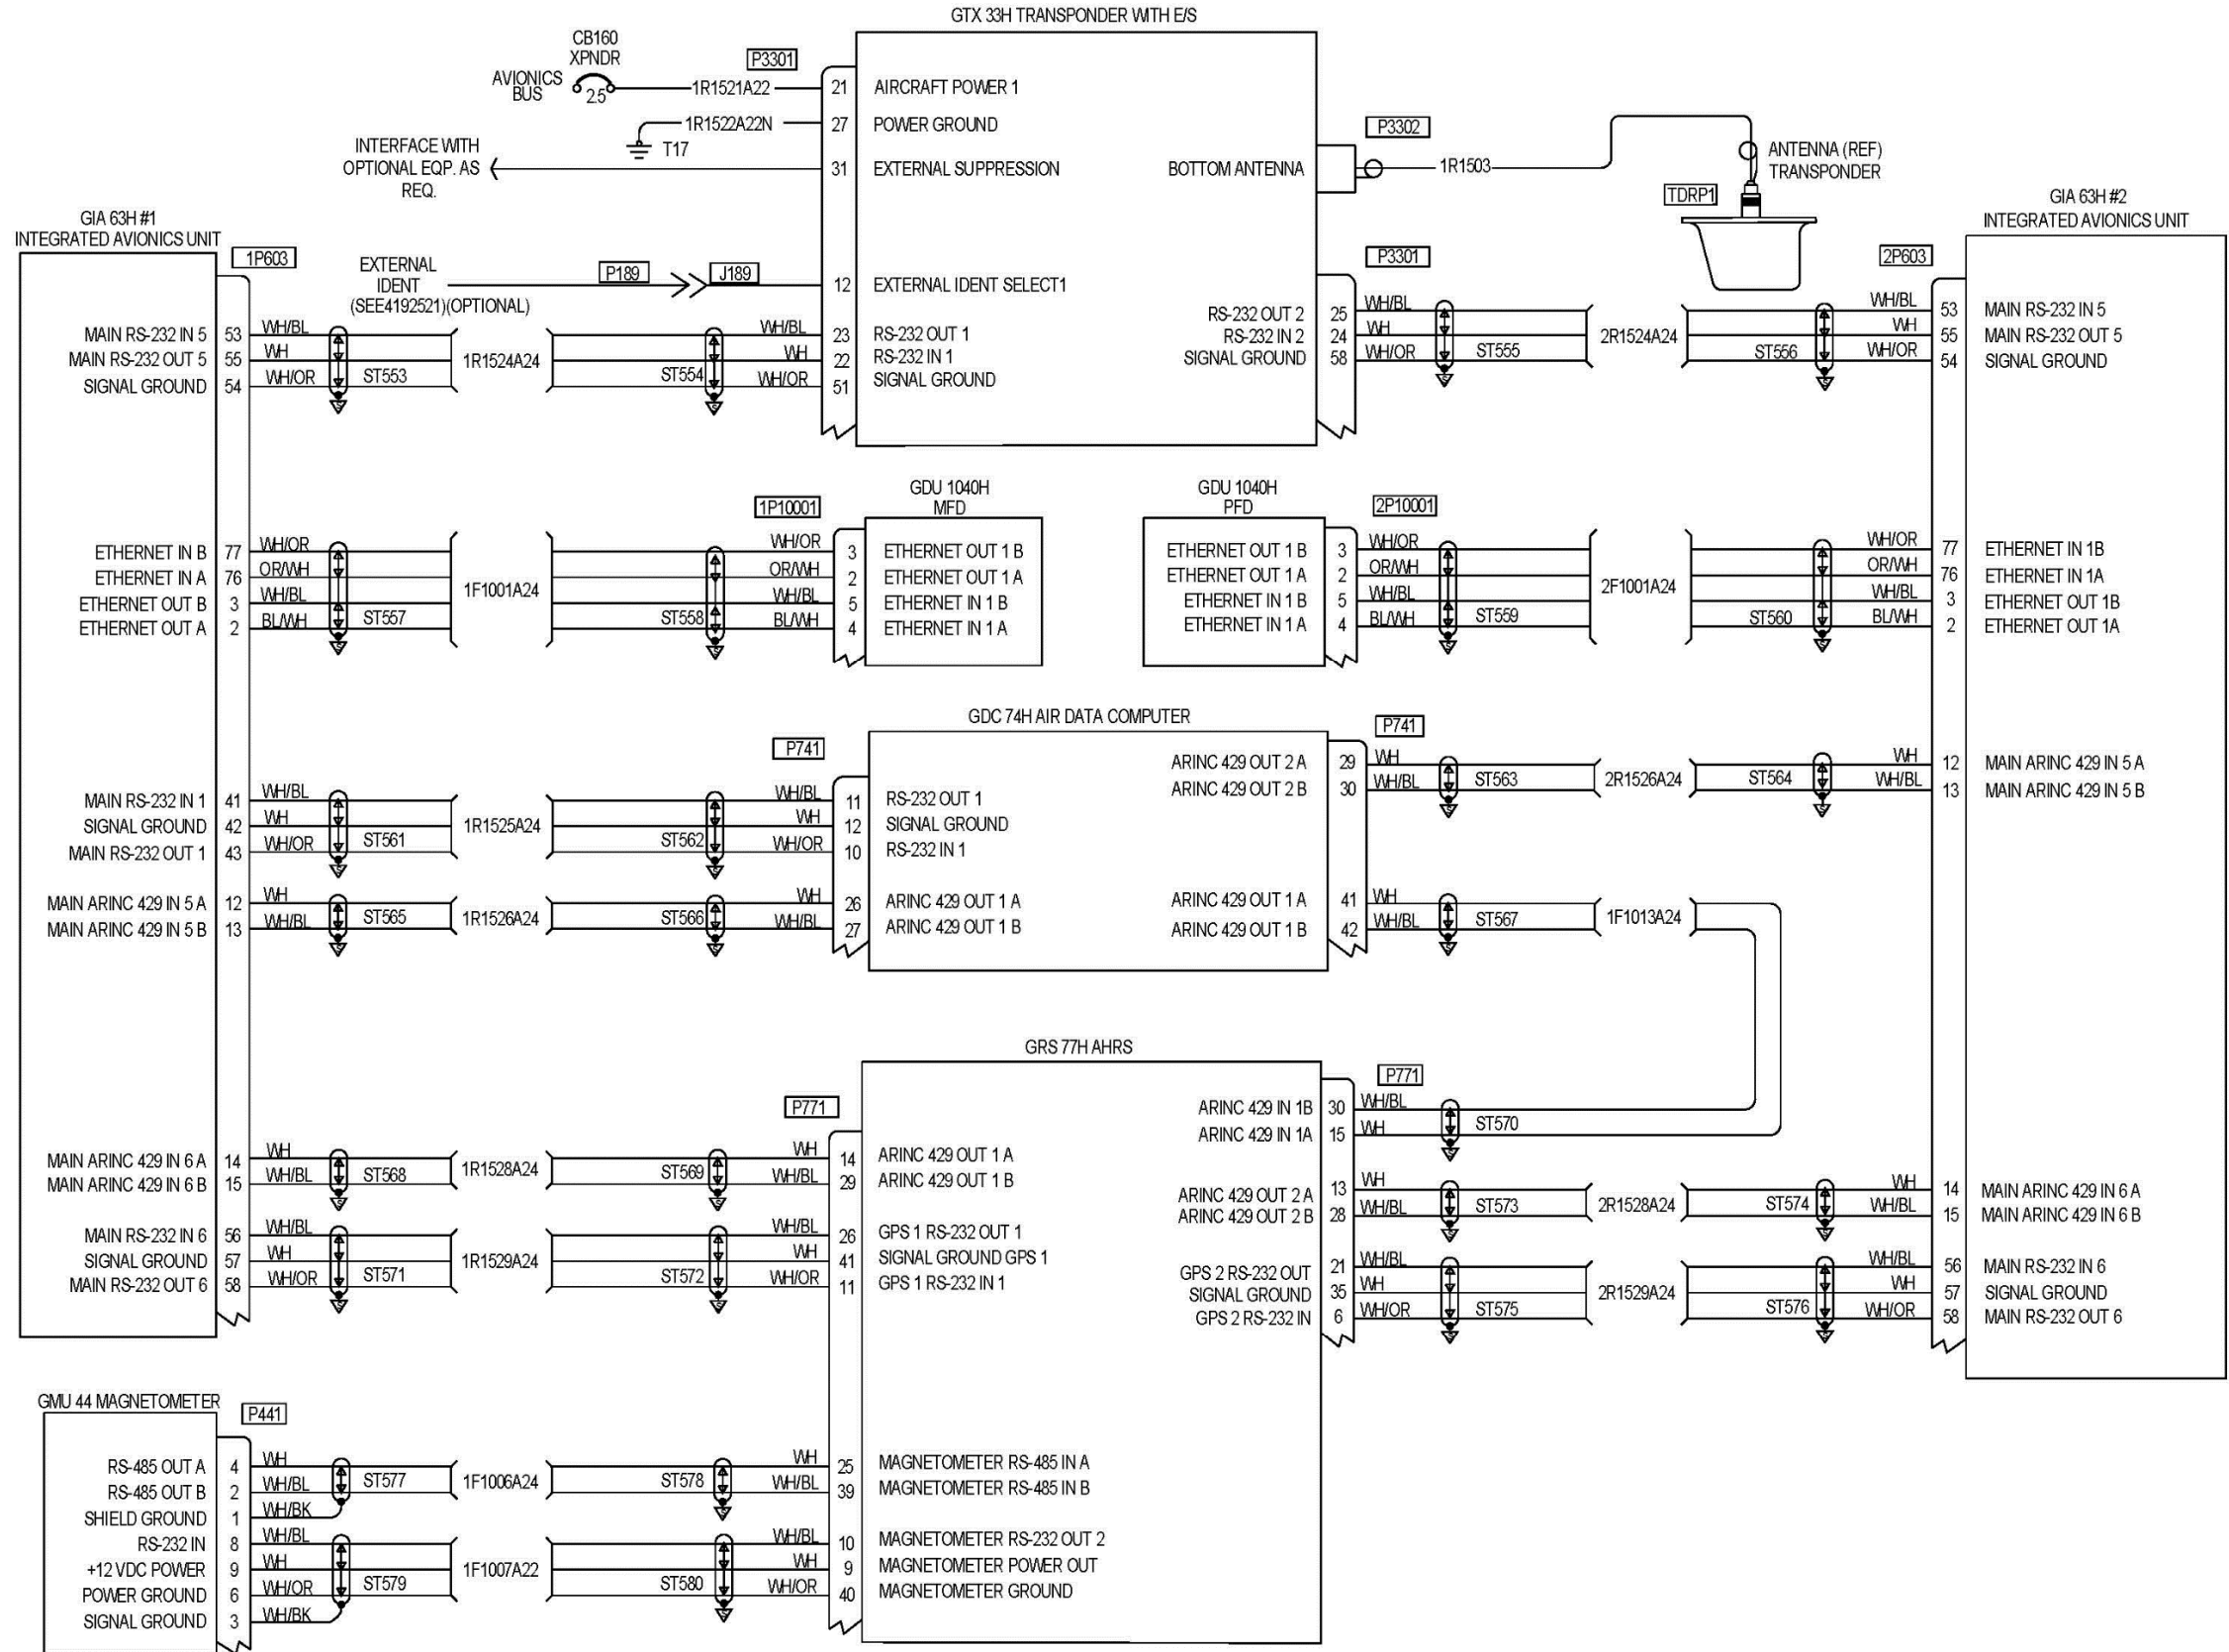 GTX 33H TRANSPONDER WITH E/S
CB160
XPNDR
AVIONICS
BUS
2.5
1R1521A22
P3301
21 AIRCRAFT POWER 1
1R1522A22N
27 POWER GROUND
T17
INTERFACE WITH
OPTIONAL EQP. AS
REQ.
31 EXTERNAL SUPPRESSION
BOTTOM ANTENNA
P3302
1R1503
ANTENNA (REF)
TRANSPONDER
TDRP1
EXTERNAL
IDENT
(SEE4192521)(OPTIONAL)
P189
J189
12 EXTERNAL IDENT SELECT1
GIA 63H #1
INTEGRATED AVIONICS UNIT
1P603
MAIN RS-232 IN 5 53 WH/BL WH/BL 23 RS-232 OUT 1
MAIN RS-232 OUT 5 55 WH 1R1524A24 WH 22 RS-232 IN 1
SIGNAL GROUND 54 WH/OR ST553 ST554 WH/OR 51 SIGNAL GROUND
GIA 63H #2
INTEGRATED AVIONICS UNIT
P3301
2P603
RS-232 OUT 2 25 WH/BL WH/BL 53 MAIN RS-232 IN 5
RS-232 IN 2 24 WH 2R1524A24 WH 55 MAIN RS-232 OUT 5
SIGNAL GROUND 58 WH/OR ST555 ST556 WH/OR 54 SIGNAL GROUND
GDU 1040H
MFD
1P10001
ETHERNET IN B 77 WH/OR WH/OR 3 ETHERNET OUT 1 B
ETHERNET IN A 76 OR/WH 1F1001A24 OR/WH 2 ETHERNET OUT 1 A
ETHERNET OUT B 3 WH/BL WH/BL 5 ETHERNET IN 1 B
ETHERNET OUT A 2 BL/WH ST557 ST558 BL/WH 4 ETHERNET IN 1 A
GDU 1040H
PFD
2P10001
ETHERNET OUT 1 B 3 WH/OR WH/OR 77 ETHERNET IN 1B
ETHERNET OUT 1 A 2 OR/WH 2F1001A24 OR/WH 76 ETHERNET IN 1A
ETHERNET IN 1 B 5 WH/BL WH/BL 3 ETHERNET OUT 1B
ETHERNET IN 1 A 4 BL/WH ST559 ST560 BL/WH 2 ETHERNET OUT 1A
GDC 74H AIR DATA COMPUTER
P741
MAIN RS-232 IN 1 41 WH/BL WH/BL 11 RS-232 OUT 1
SIGNAL GROUND 42 WH 1R1525A24 WH 12 SIGNAL GROUND
MAIN RS-232 OUT 1 43 WH/OR ST561 ST562 WH/OR 10 RS-232 IN 1
MAIN ARINC 429 IN 5 A 12 WH WH 26 ARINC 429 OUT 1 A
MAIN ARINC 429 IN 5 B 13 WH/BL ST565 1R1526A24 ST566 WH/BL 27 ARINC 429 OUT 1 B
P741
ARINC 429 OUT 2 A 29 WH WH 12 MAIN ARINC 429 IN 5 A
ARINC 429 OUT 2 B 30 WH/BL ST563 2R1526A24 ST564 WH/BL 13 MAIN ARINC 429 IN 5 B
ARINC 429 OUT 1 A 41 WH
ARINC 429 OUT 1 B 42 WH/BL ST567 1F1013A24
GRS 77H AHRS
P771
MAIN ARINC 429 IN 6 A 14 WH WH 14 ARINC 429 OUT 1 A
MAIN ARINC 429 IN 6 B 15 WH/BL ST568 1R1528A24 ST569 WH/BL 29 ARINC 429 OUT 1 B
MAIN RS-232 IN 6 56 WH/BL WH/BL 26 GPS 1 RS-232 OUT 1
SIGNAL GROUND 57 WH 1R1529A24 WH 41 SIGNAL GROUND GPS 1
MAIN RS-232 OUT 6 58 WH/OR ST571 ST572 WH/OR 11 GPS 1 RS-232 IN 1
P771
ARINC 429 IN 1B 30 WH/BL
ARINC 429 IN 1A 15 WH ST570
ARINC 429 OUT 2 A 13 WH WH 14 MAIN ARINC 429 IN 6 A
ARINC 429 OUT 2 B 28 WH/BL ST573 2R1528A24 ST574 WH/BL 15 MAIN ARINC 429 IN 6 B
GPS 2 RS-232 OUT 21 WH/BL WH/BL 56 MAIN RS-232 IN 6
SIGNAL GROUND 35 WH 2R1529A24 WH 57 SIGNAL GROUND
GPS 2 RS-232 IN 6 WH/OR ST575 ST576 WH/OR 58 MAIN RS-232 OUT 6
GMU 44 MAGNETOMETER
P441
RS-485 OUT A 4 WH WH 25 MAGNETOMETER RS-485 IN A
RS-485 OUT B 2 WH/BL ST577 1F1006A24 ST578 WH/BL 39 MAGNETOMETER RS-485 IN B
SHIELD GROUND 1 WH/BK
RS-232 IN 8 WH/BL WH/BL 10 MAGNETOMETER RS-232 OUT 2
+12 VDC POWER 9 WH 1F1007A22 WH 9 MAGNETOMETER POWER OUT
POWER GROUND 6 WH/OR ST579 ST580 WH/OR 40 MAGNETOMETER GROUND
SIGNAL GROUND 3 WH/BK